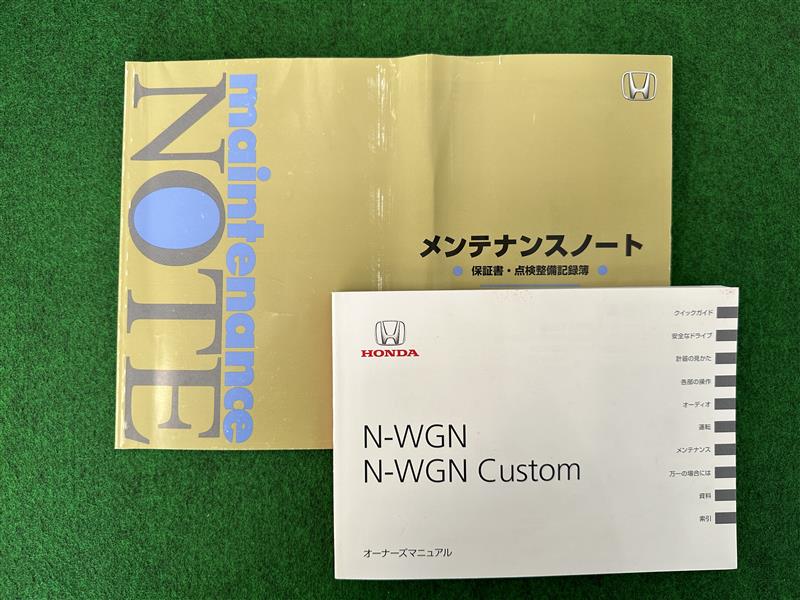 maintenance
NOTE
メンテナンスノート
保証書・点検整備記録簿
HONDA
N-WGN
N-WGN Custom
オーナーズマニュアル
クイックガイド
安全なドライブ
計器の見かた
各部の操作
オーディオ
運転
メンテナンス
万一の場合には
資料
索引